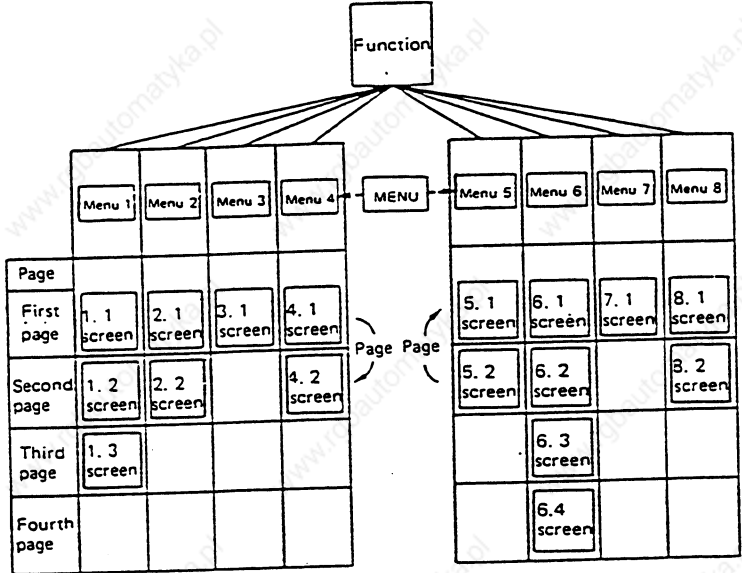 Function
Menu 1
Menu 2
Menu 3
Menu 4
MENU
Menu 5
Menu 6
Menu 7
Menu 8
Page
First
page
1. 1
screen
2. 1
screen
3. 1
screen
4. 1
screen
5. 1
screen
6. 1
screen
7. 1
screen
8. 1
screen
Page
Page
Second
page
1. 2
screen
2. 2
screen
4. 2
screen
5. 2
screen
6. 2
screen
8. 2
screen
Third
page
1. 3
screen
6. 3
screen
Fourth
page
6.4
screen
www.rgbautomatyka.pl